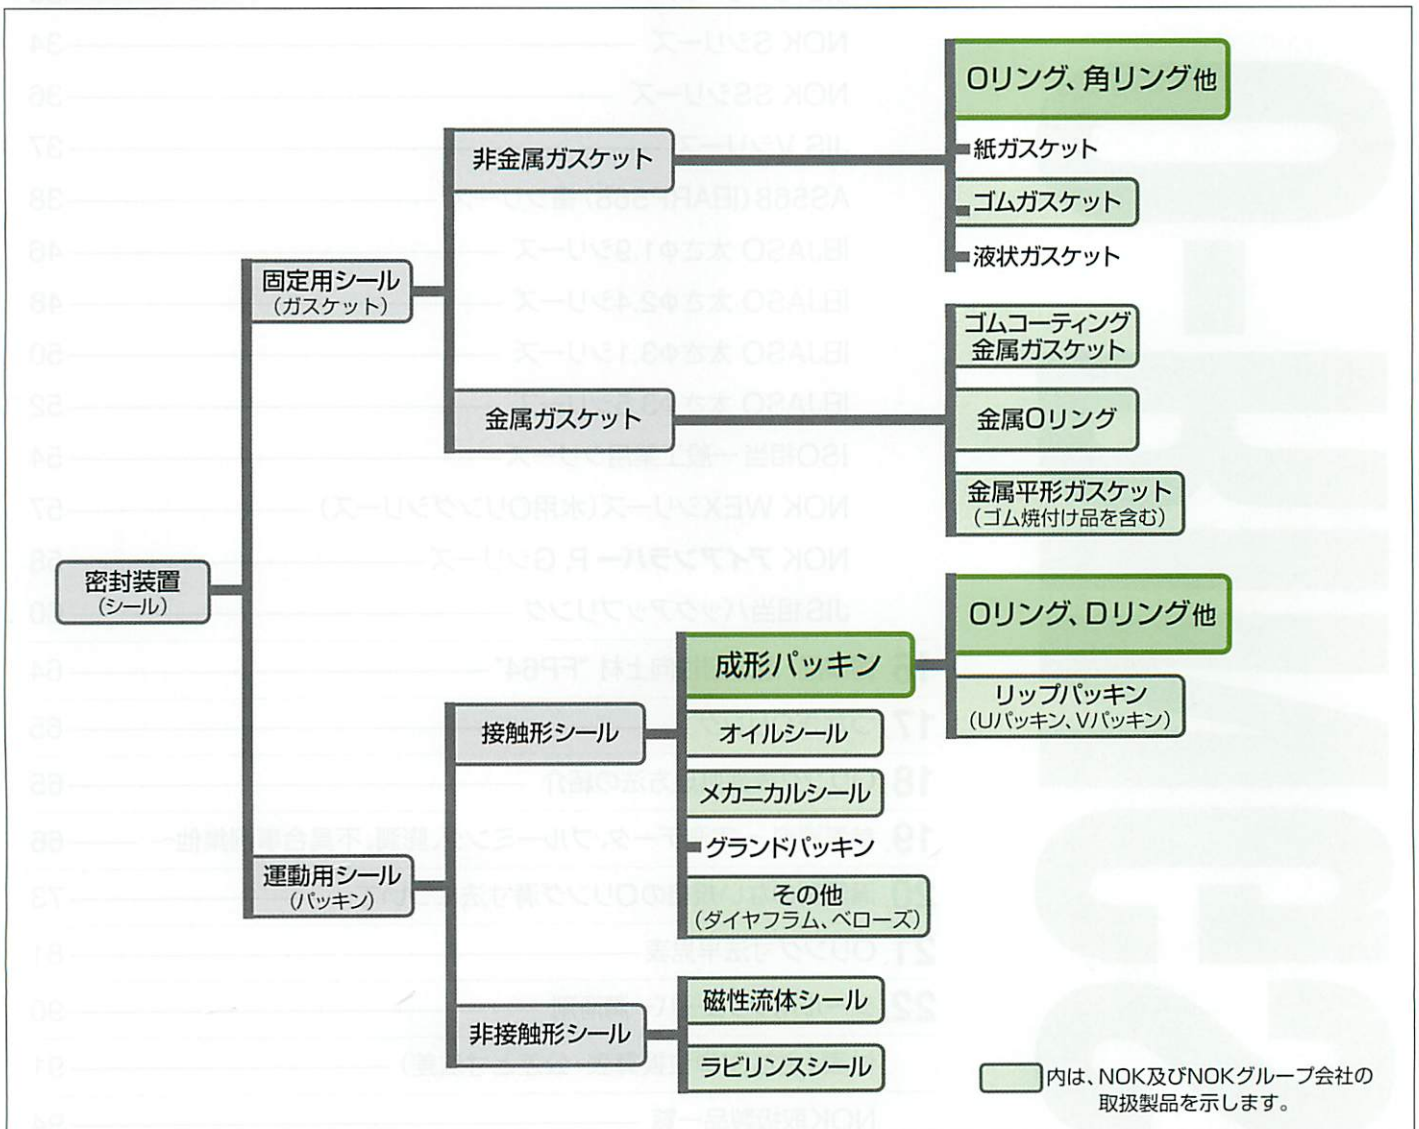 Oリング、角リング他
非金属ガスケット
紙ガスケット
ゴムガスケット
液状ガスケット
固定用シール
(ガスケット)
ゴムコーティング
金属ガスケット
金属ガスケット
金属Oリング
金属平形ガスケット
(ゴム焼付け品を含む)
密封装置
(シール)
Oリング、Dリング他
成形パッキン
リップパッキン
(Uパッキン、Vパッキン)
接触形シール
オイルシール
メカニカルシール
グランドパッキン
運動用シール
(パッキン)
その他
(ダイヤフラム、ベローズ)
磁性流体シール
非接触形シール
ラビリンスシール
内は、NOK及びNOKグループ会社の
取扱製品を示します。